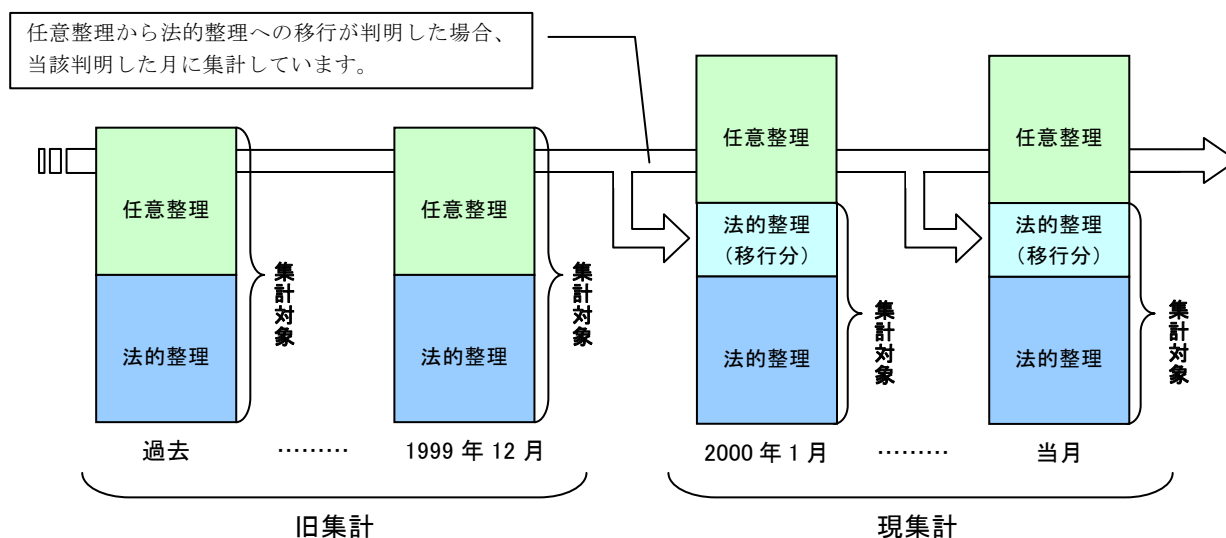 任意整理から法的整理への移行が判明した場合、
当該判明した月に集計しています。
任意整理
法的整理
集計対象
過去
………
任意整理
法的整理
集計対象
1999 年 12 月
任意整理
法的整理
（移行分）
法的整理
集計対象
2000 年 1 月
………
任意整理
法的整理
（移行分）
法的整理
集計対象
当月
旧集計
現集計